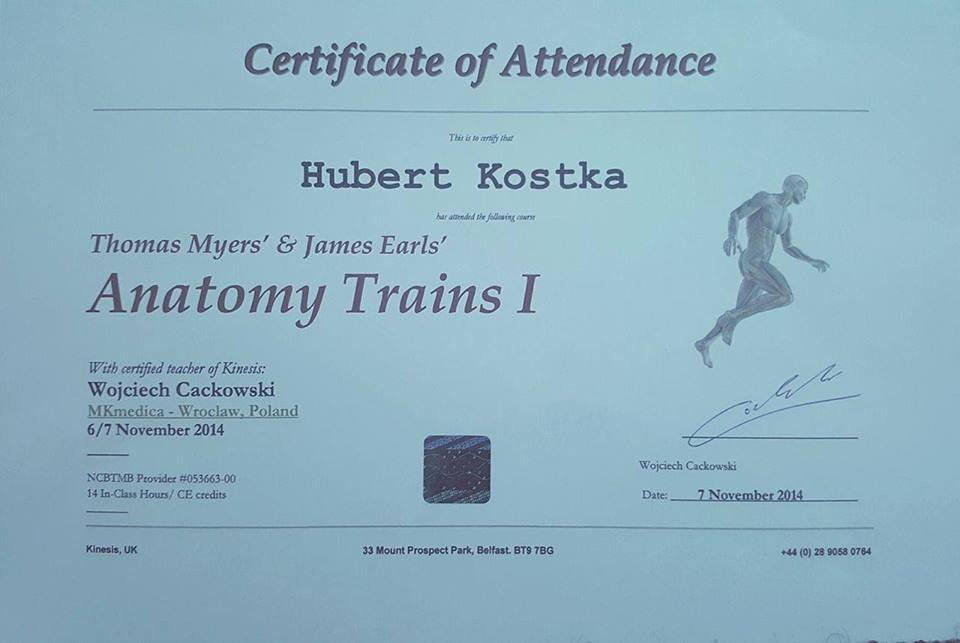 Certificate of Attendance
This is to certify that
Hubert Kostka
has attended the following course
Thomas Myers' & James Earls'
Anatomy Trains I
With certified teacher of Kinesis:
Wojciech Cackowski
MKmedica - Wroclaw, Poland
6/7 November 2014
NCBTMB Provider #053663-00
14 In-Class Hours/ CE credits
Wojciech Cackowski
Date: 7 November 2014
Kinesis, UK
33 Mount Prospect Park, Belfast. BT9 7BG
+44 (0) 28 9058 0764